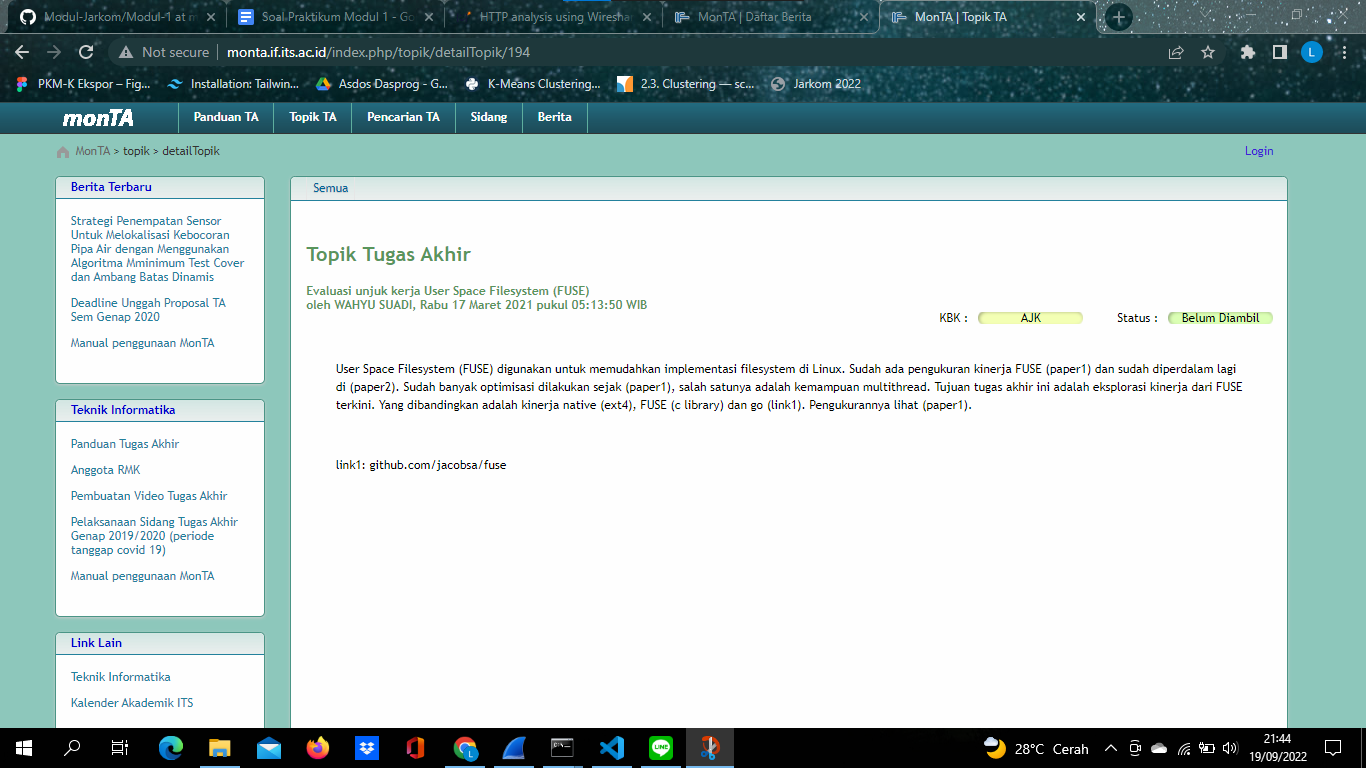 Modul-Jarkom/Modul-1 at m
Soal Praktikum Modul 1 - Go
HTTP analysis using Wireshar
MonTA | Daftar Berita
MonTA | Topik TA
Not secure
monta.if.its.ac.id/index.php/topik/detailTopik/194
L
PKM-K Ekspor – Fig...
Installation: Tailwin...
Asdos Dasprog - G...
K-Means Clustering...
2.3. Clustering — sc...
Jarkom 2022
monTA
Panduan TA
Topik TA
Pencarian TA
Sidang
Berita
MonTA > topik > detailTopik
Login
Berita Terbaru
Strategi Penempatan Sensor
Untuk Melokalisasi Kebocoran
Pipa Air dengan Menggunakan
Algoritma Mminimum Test Cover
dan Ambang Batas Dinamis
Deadline Unggah Proposal TA
Sem Genap 2020
Manual penggunaan MonTA
Teknik Informatika
Panduan Tugas Akhir
Anggota RMK
Pembuatan Video Tugas Akhir
Pelaksanaan Sidang Tugas Akhir
Genap 2019/2020 (periode
tanggap covid 19)
Manual penggunaan MonTA
Link Lain
Teknik Informatika
Kalender Akademik ITS
Semua
Topik Tugas Akhir
Evaluasi unjuk kerja User Space Filesystem (FUSE)
oleh WAHYU SUADI, Rabu 17 Maret 2021 pukul 05:13:50 WIB
KBK : AJK Status : Belum Diambil
User Space Filesystem (FUSE) digunakan untuk memudahkan implementasi filesystem di Linux. Sudah ada pengukuran kinerja FUSE (paper1) dan sudah diperdalam lagi
di (paper2). Sudah banyak optimisasi dilakukan sejak (paper1), salah satunya adalah kemampuan multithread. Tujuan tugas akhir ini adalah eksplorasi kinerja dari FUSE
terkini. Yang dibandingkan adalah kinerja native (ext4), FUSE (c library) dan go (link1). Pengukurannya lihat (paper1).
link1: github.com/jacobsa/fuse
L
LINE
28°C Cerah
21:44
19/09/2022